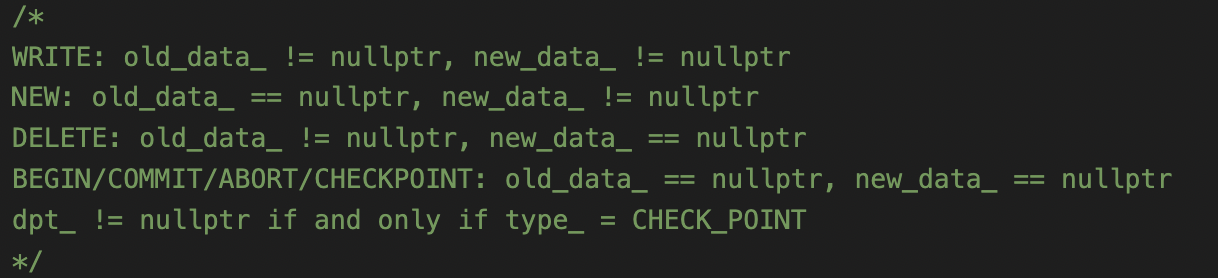 /*
WRITE: old_data_ != nullptr, new_data_ != nullptr
NEW: old_data_ == nullptr, new_data_ != nullptr
DELETE: old_data_ != nullptr, new_data_ == nullptr
BEGIN/COMMIT/ABORT/CHECKPOINT: old_data_ == nullptr, new_data_ == nullptr
dpt_ != nullptr if and only if type_ = CHECK_POINT
*/